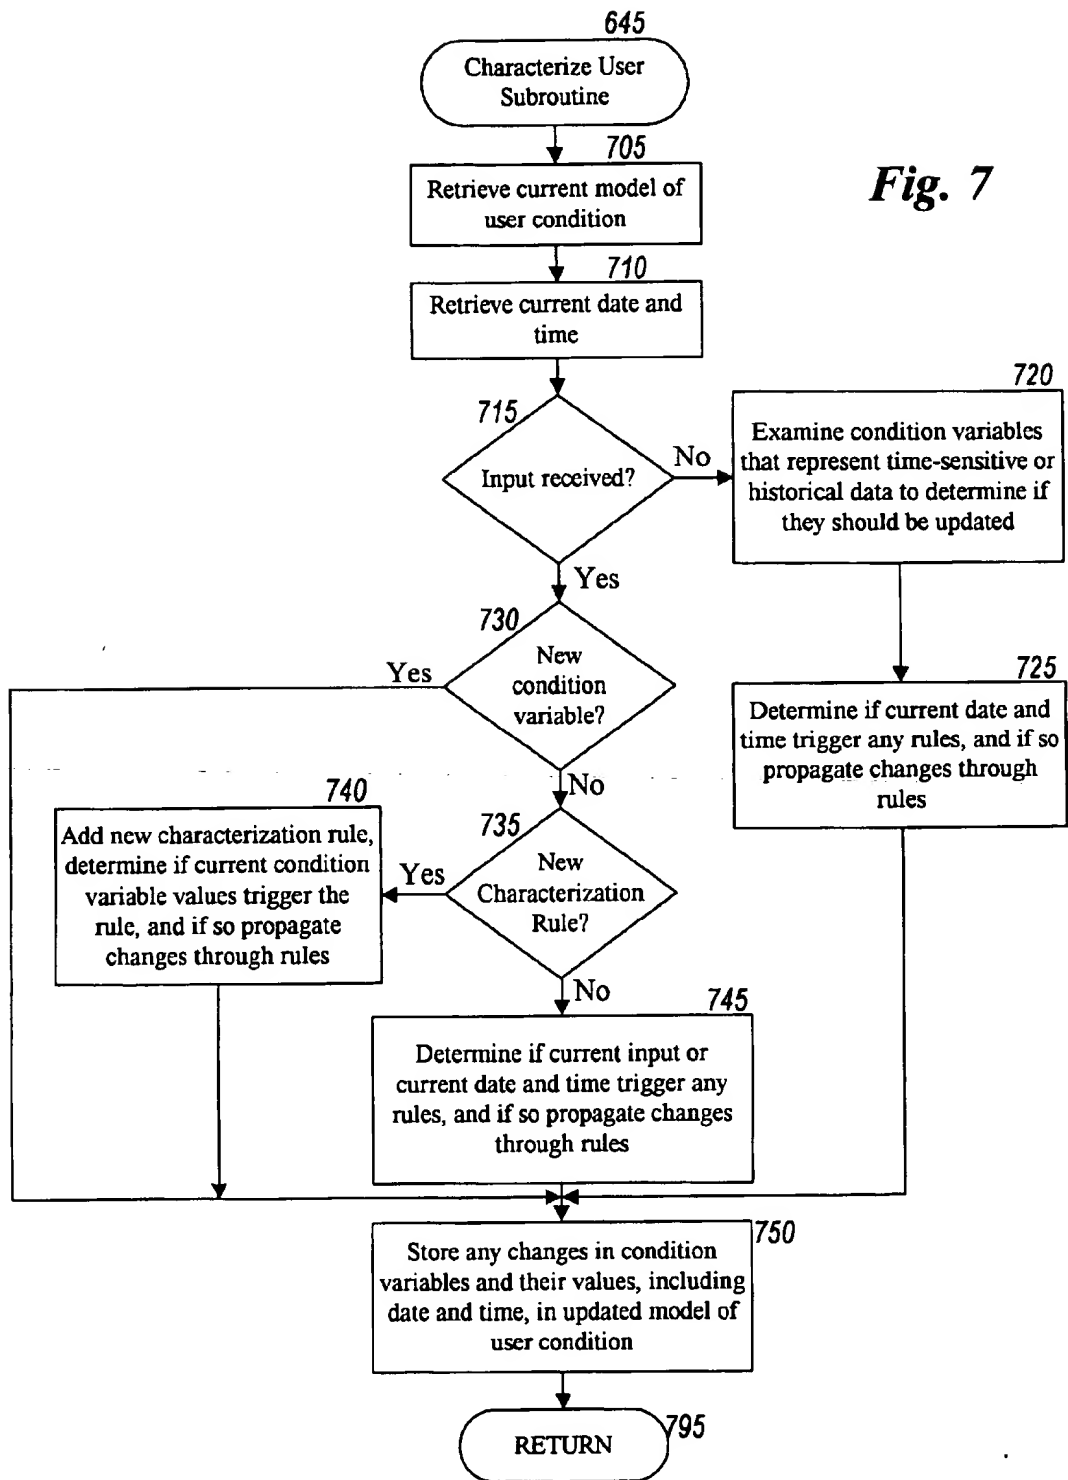 645
Characterize User
Subroutine
705
Retrieve current model of
user condition
Fig. 7
710
Retrieve current date and
time
715
Input received?
No
720
Examine condition variables
that represent time-sensitive or
historical data to determine if
they should be updated
Yes
730
New
condition
variable?
Yes
725
Determine if current date and
time trigger any rules, and if so
propagate changes through
rules
No
740
Add new characterization rule,
determine if current condition
variable values trigger the
rule, and if so propagate
changes through rules
735
Yes
New
Characterization
Rule?
No
745
Determine if current input or
current date and time trigger any
rules, and if so propagate changes
through rules
750
Store any changes in condition
variables and their values, including
date and time, in updated model of
user condition
RETURN
795